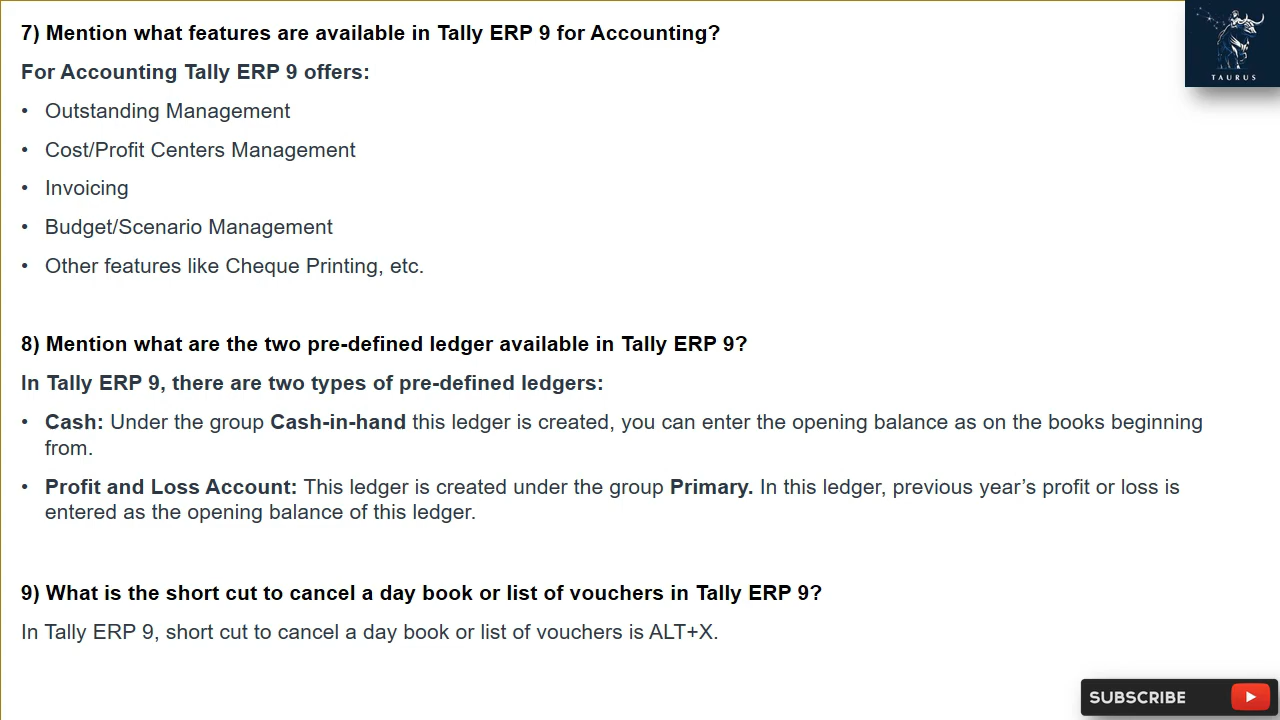 7) Mention what features are available in Tally ERP 9 for Accounting?
For Accounting Tally ERP 9 offers:
• Outstanding Management
• Cost/Profit Centers Management
• Invoicing
• Budget/Scenario Management
• Other features like Cheque Printing, etc.
8) Mention what are the two pre-defined ledger available in Tally ERP 9?
In Tally ERP 9, there are two types of pre-defined ledgers:
• Cash: Under the group Cash-in-hand this ledger is created, you can enter the opening balance as on the books beginning
from.
• Profit and Loss Account: This ledger is created under the group Primary. In this ledger, previous year’s profit or loss is
entered as the opening balance of this ledger.
9) What is the short cut to cancel a day book or list of vouchers in Tally ERP 9?
In Tally ERP 9, short cut to cancel a day book or list of vouchers is ALT+X.
TAURUS
SUBSCRIBE